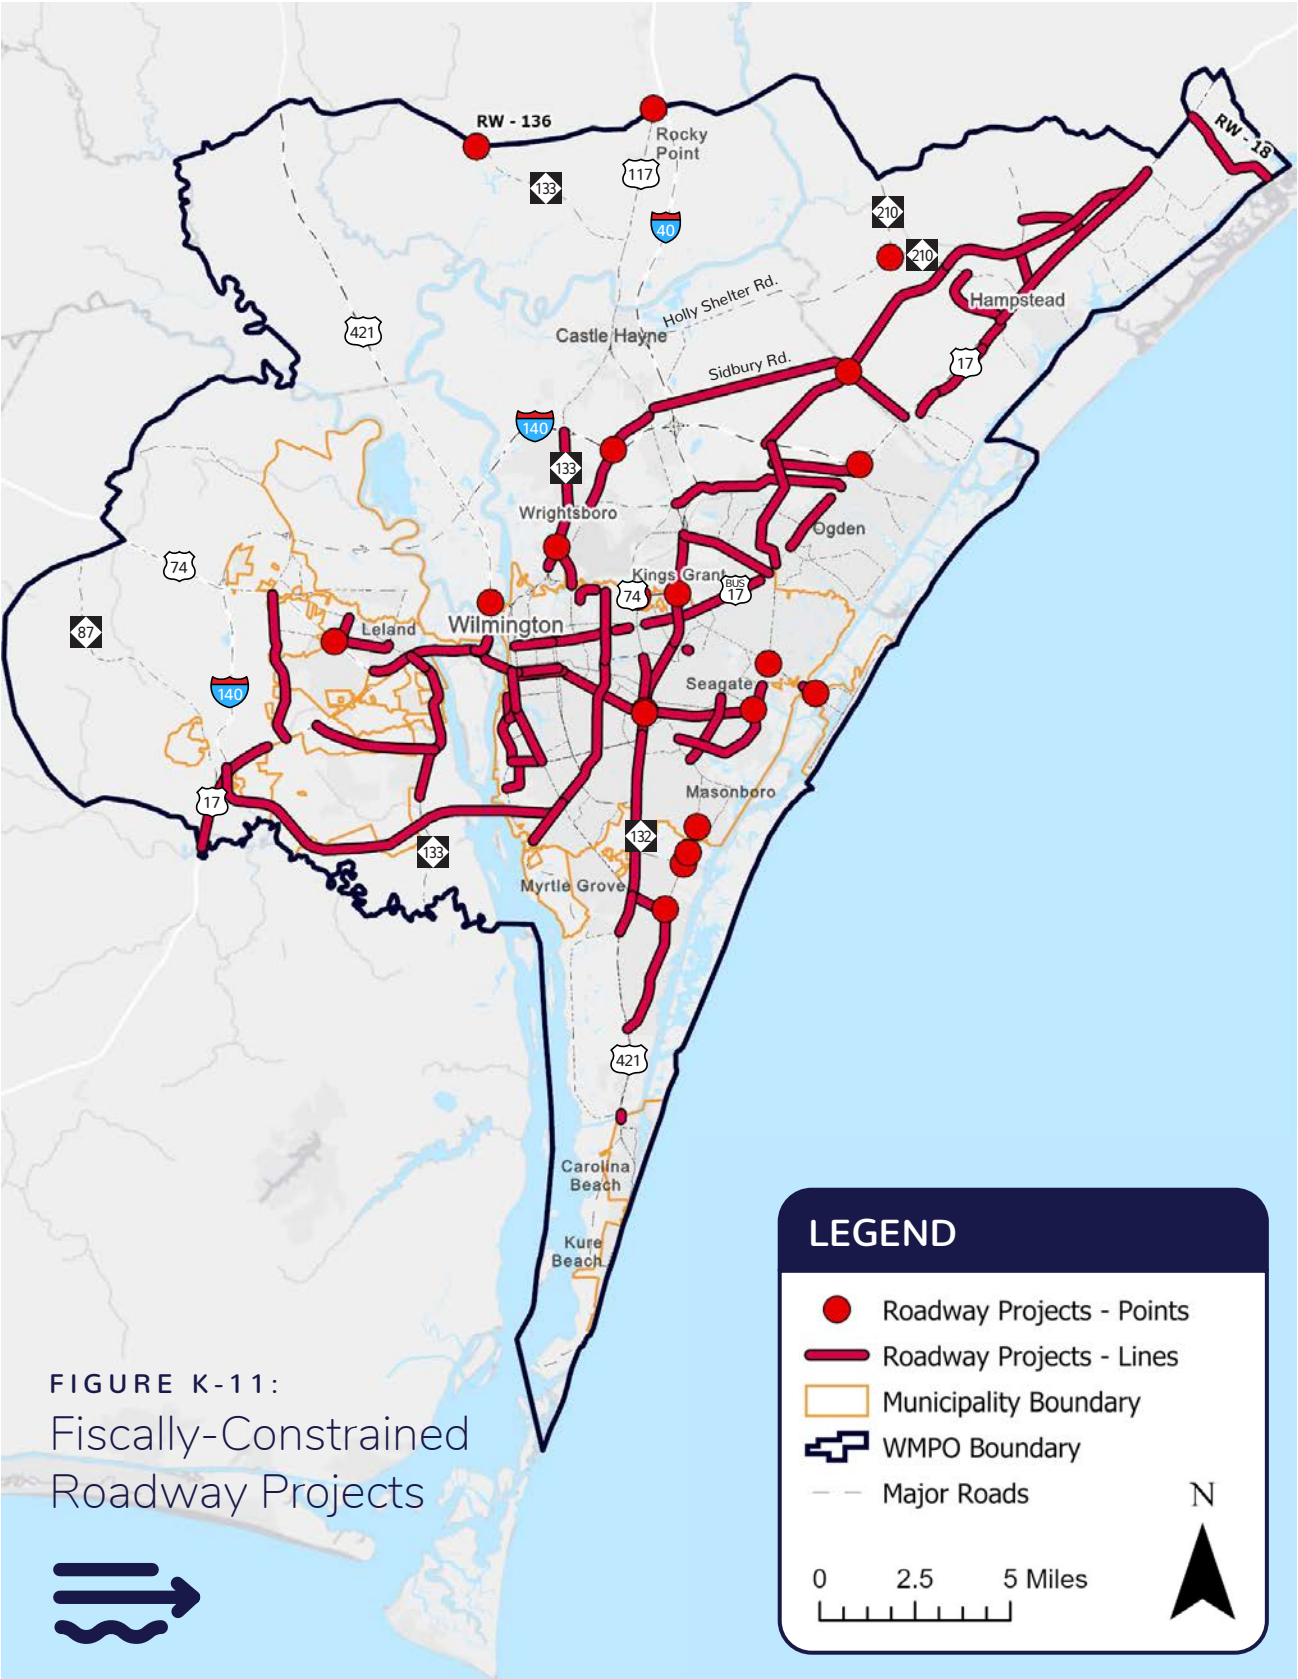 RW - 136
Rocky
Point
RW - 18
133
117
40
210
210
Holly Shelter Rd.
Hampstead
421
Castle Hayne
Sidbury Rd.
17
140
133
Wrightsboro
Ogden
74
Kings Grant
74
BUS
17
87
Leland
Wilmington
140
Seagate
17
Masonboro
133
132
Myrtle Grove
421
Carolina
Beach
Kure
Beach
LEGEND
Roadway Projects - Points
Roadway Projects - Lines
Municipality Boundary
WMPO Boundary
Major Roads
N
0 2.5 5 Miles
FIGURE K-11:
Fiscally-Constrained
Roadway Projects